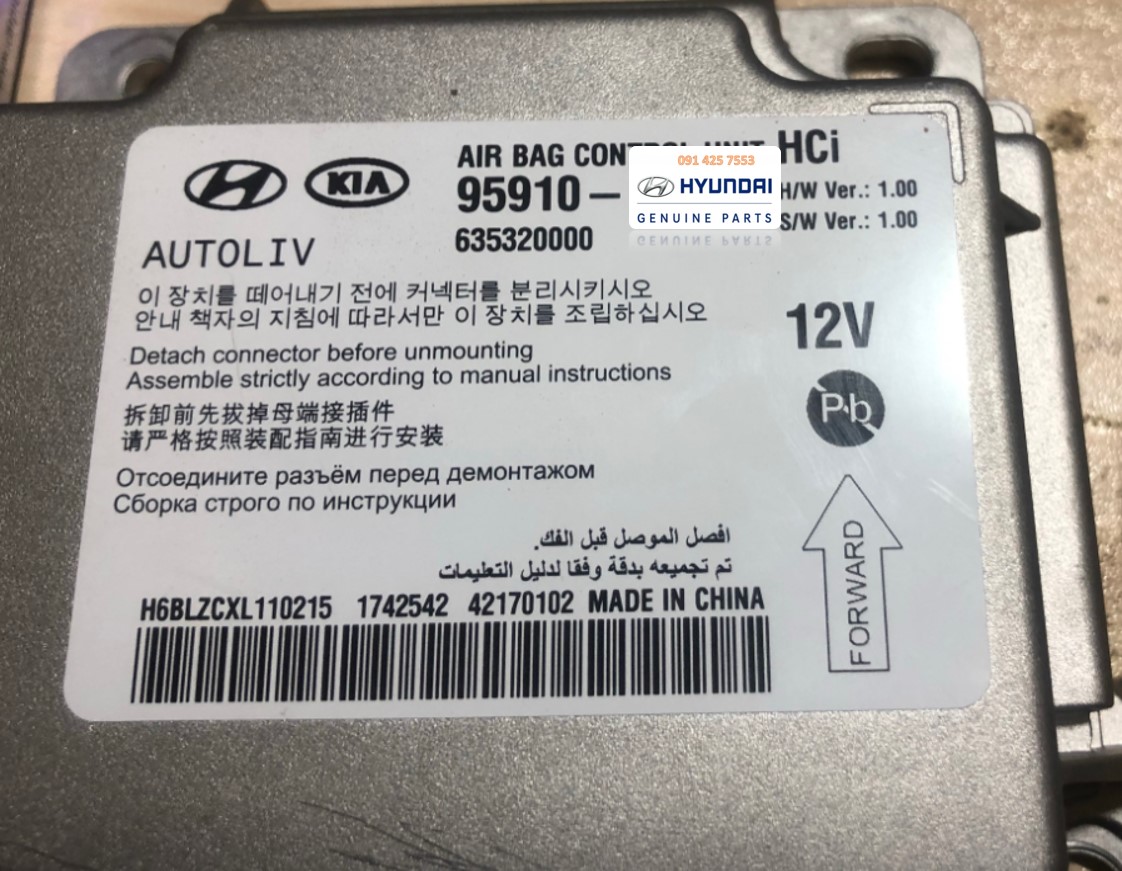 AIR BAG CONTROL UNIT HCi
091 425 7553
KIA
95910-
HYUNDAI
GENUINE PARTS
H/W Ver.: 1.00
S/W Ver.: 1.00
635320000
AUTOLIV
이 장치를 떼어내기 전에 커넥터를 분리시키시오
안내 책자의 지침에 따라서만 이 장치를 조립하십시오
12V
Detach connector before unmounting
Assemble strictly according to manual instructions
Pb
拆卸前先拔掉母端接插件
请严格按照装配指南进行安装
Отсоедините разъём перед демонтажом
Сборка строго по инструкции
افصل الموصل قبل الفك.
تم تجميعه بدقة وفقا لدليل التعليمات
FORWARD
H6BLZCXL110215 1742542 42170102 MADE IN CHINA